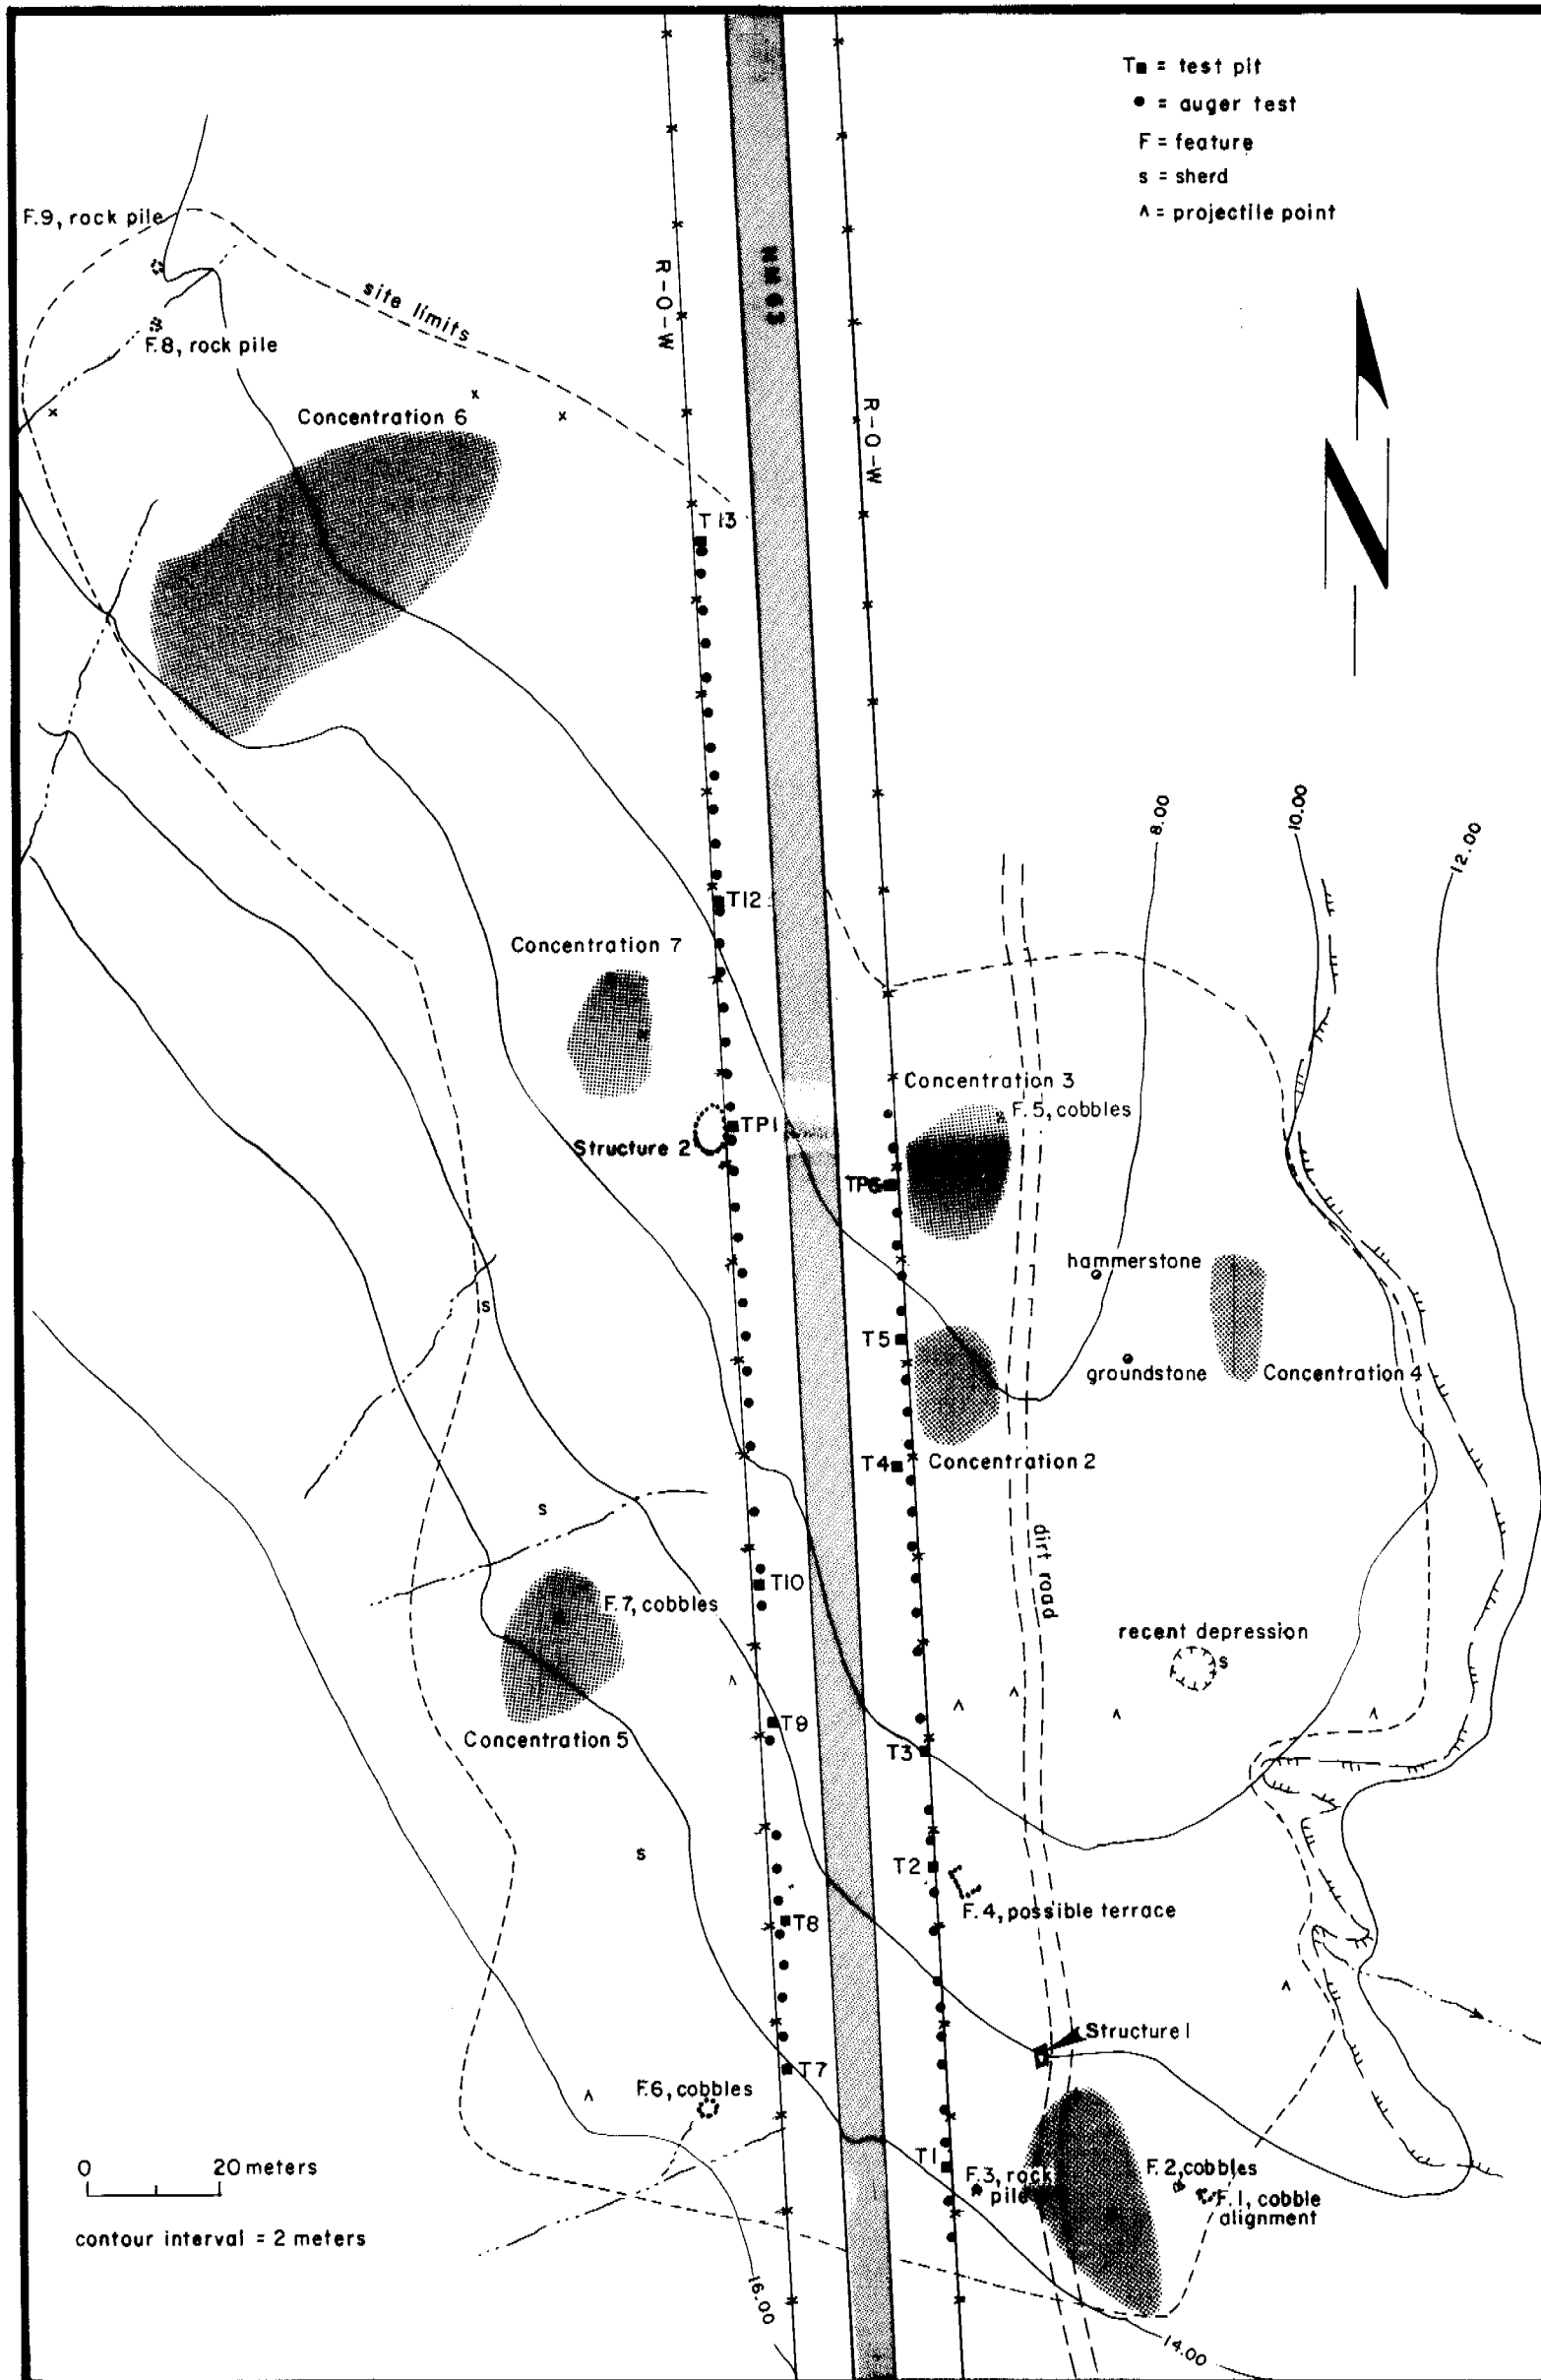 T■ = test pit
● = auger test
F = feature
s = sherd
^ = projectile point
F.9, rock pile
site limits
R-O-W
NM 63
F.8, rock pile
R-O-W
Concentration 6
N
T13
8.00
10.00
12.00
T12
Concentration 7
Concentration 3
F.5, cobbles
TP1
Structure 2
hammerstone
s
T5
groundstone
Concentration 4
T4
Concentration 2
s
dirt road
T10
F.7, cobbles
recent depression
s
T9
Concentration 5
T3
s
T2
F.4, possible terrace
T8
Structure 1
T7
F.6, cobbles
T1
F.3, rock
pile
F.2, cobbles
F.1, cobble
alignment
0 20 meters
contour interval = 2 meters
16.00
14.00